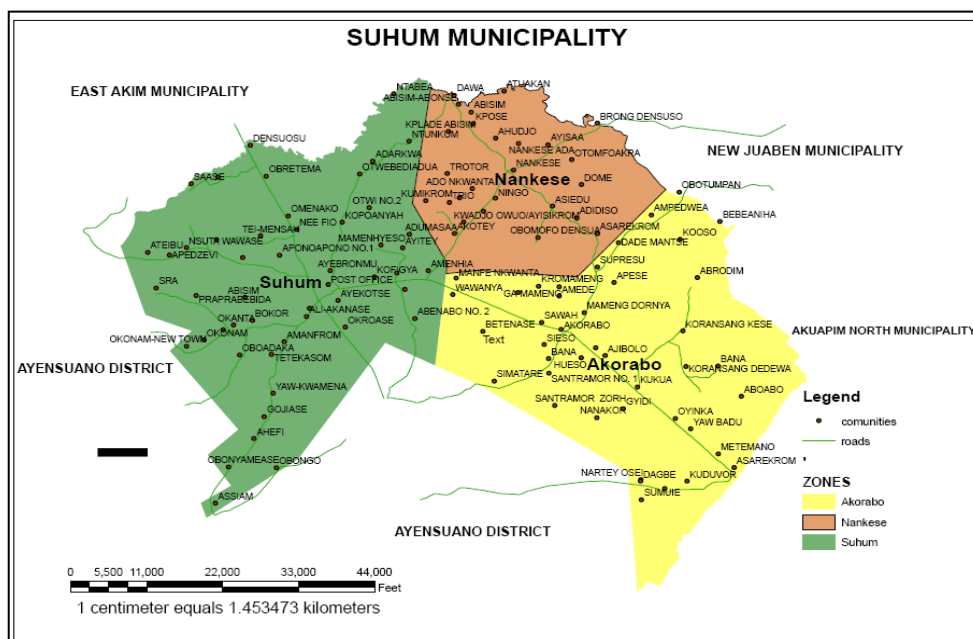 SUHUM MUNICIPALITY
EAST AKIM MUNICIPALITY
NTABEA
DAWA
ATUAKAN
ABISIM-ABONSE
ABISIM
KPOSE
KPLADE ABISIM
BRONG DENSUSO
NTUNKUM
AHUDJO
AYISAA
DENSUOSU
NANKESE ADA
NEW JUABEN MUNICIPALITY
ADARKWA
OTOMFOAKRA
OTWEBEDIADUA
TROTOR
NANKESE
OBRETEMA
SAASE
ADO NKWANTA
Nankese
DOME
OBOTUMPAN
KUMIKROM
TRIO
NINGO
ASIEDU
OTWI NO.2
AMPEDWEA
BEBEANIHA
OMENAKO
NEE FIO
KOPOANYAH
KWADJO OWUO/AYISIKROM
ADIDISO
TEI-MENSAH
ADUMASAA
KOTEY
OBOMOFO DENSUA
ASAREKROM
KOOSO
NSUTA WAWASE
MAMENHYESO
AYITEY
DADE MANTSE
ATEIBU
APEDZEVI
APONOAPONO NO.1
SUPRESU
AYEBRONMU
KOFIGYA
AMENHIA
MANFE NKWANTA
KROMAMENG
APESE
ABRODIM
SRA
Suhum
POST OFFICE
WAWANYA
GAMAMENG
AMEDE
PRAPRABEBIDA
ABISIM
AYEKOTSE
MAMENG DORNYA
ALI-AKANASE
ABENABO NO. 2
SAWAH
OKANTA
BOKOR
OKROASE
BETENASE
AKORABO
KORANSANG KESE
AKUAPIM NORTH MUNICIPALITY
OKONAM
AMANFROM
Text
SIESO
AJIBOLO
OKONAM-NEW TOWN
OBOADAKA
TETEKASOM
BANA
HUESO
Akorabo
BANA
AYENSUANO DISTRICT
SIMATARE
SANTRAMOR NO. 1
KUKUA
KORANSANG DEDEWA
YAW-KWAMENA
ABOABO
Legend
GOJIASE
SANTRAMOR ZORH
GYIDI
NANAKOR
OYINKA
comunities
AHEFI
YAW BADU
roads
METEMANO
OBONYAMEASE
OBONGO
NARTEY OSEI
DAGBE
KUDUVOR
ASAREKROM
ZONES
ASSIAM
SUMUIE
Akorabo
Nankese
AYENSUANO DISTRICT
Suhum
0 5,500 11,000 22,000 33,000 44,000
Feet
1 centimeter equals 1.453473 kilometers